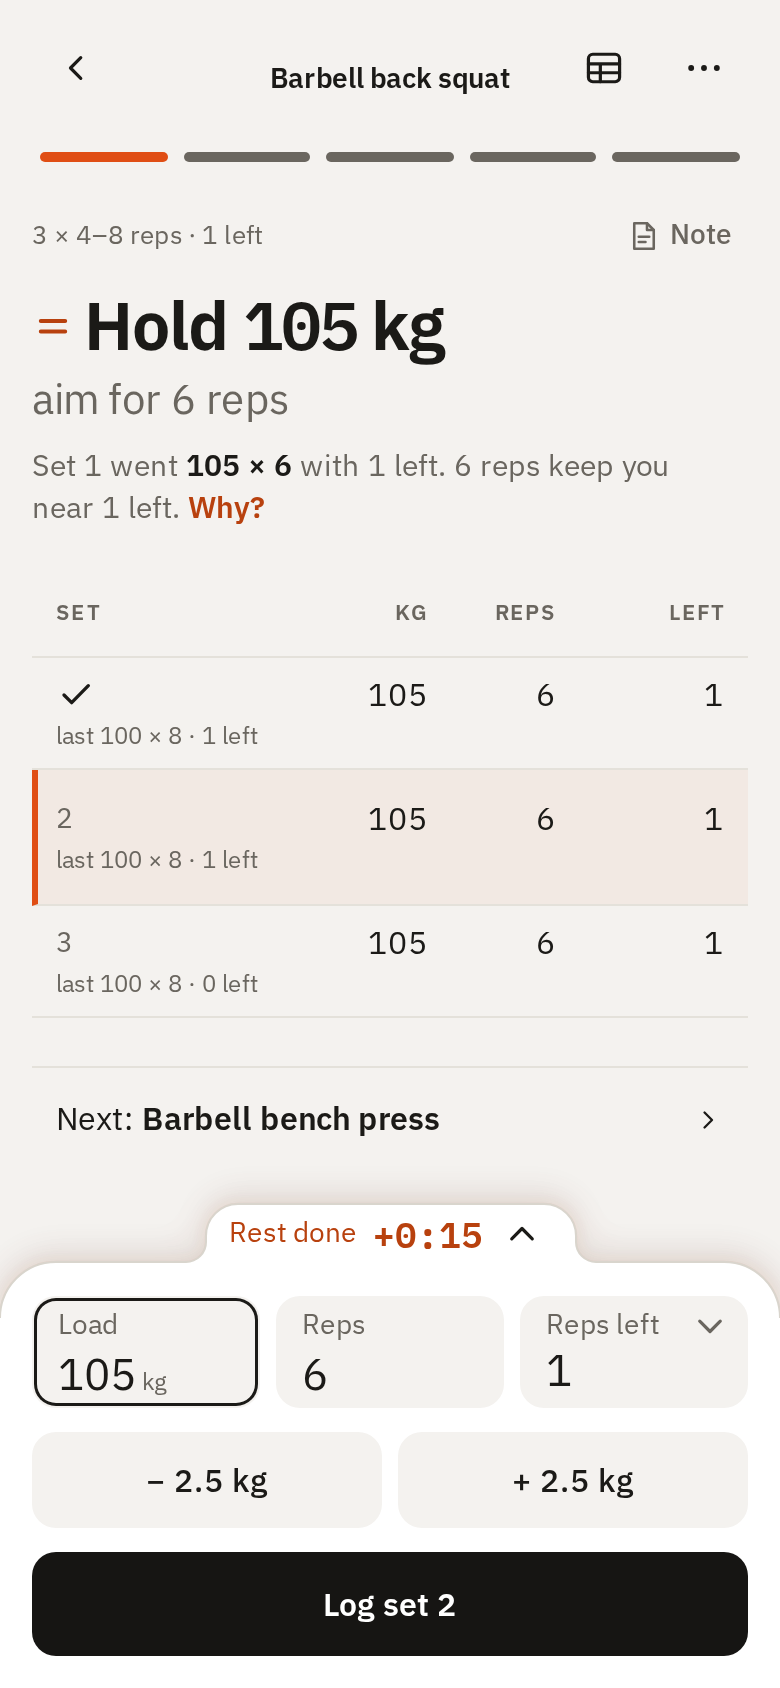 Barbell back squat
3 × 4–8 reps · 1 left
Note
= Hold 105 kg
aim for 6 reps
Set 1 went 105 × 6 with 1 left. 6 reps keep you
near 1 left. Why?
SET KG REPS LEFT
105 6 1
last 100 × 8 · 1 left
2 105 6 1
last 100 × 8 · 1 left
3 105 6 1
last 100 × 8 · 0 left
Next: Barbell bench press
Rest done +0:15
Load Reps Reps left
105 kg 6 1
− 2.5 kg + 2.5 kg
Log set 2